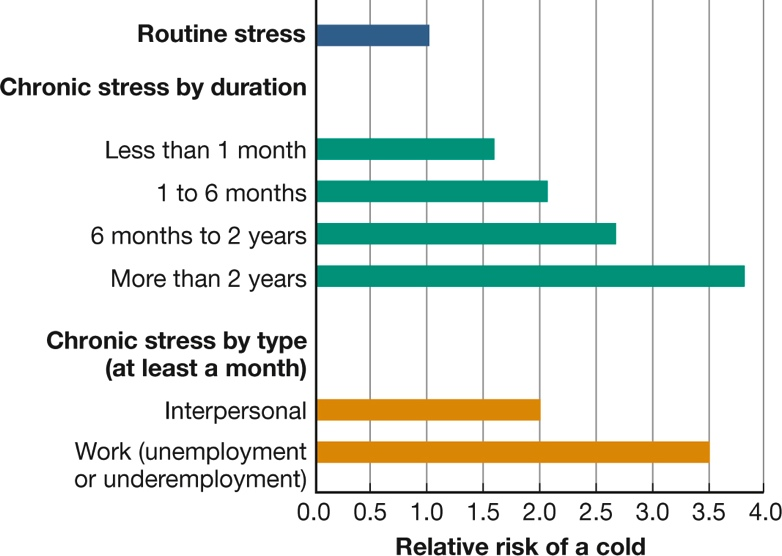 Routine stress
Chronic stress by duration
Less than 1 month
1 to 6 months
6 months to 2 years
More than 2 years
Chronic stress by type
(at least a month)
Interpersonal
Work (unemployment
or underemployment)
0.0 0.5 1.0 1.5 2.0 2.5 3.0 3.5 4.0
Relative risk of a cold